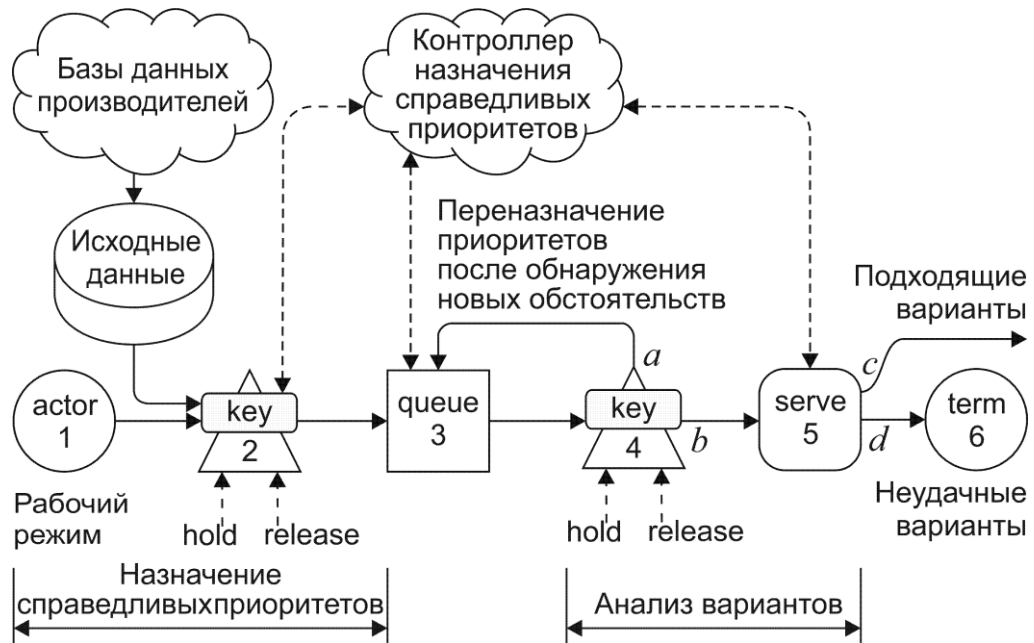 Базы данных
производителей
Контроллер
назначения
справедливых
приоритетов
Исходные
данные
Переназначение
приоритетов
после обнаружения
новых обстоятельств
Подходящие
варианты
actor
1
key
2
queue
3
a
key
4
b
serve
5
c
d
term
6
Рабочий
режим
hold release
hold release
Неудачные
варианты
Назначение
справедливыхприоритетов
Анализ вариантов